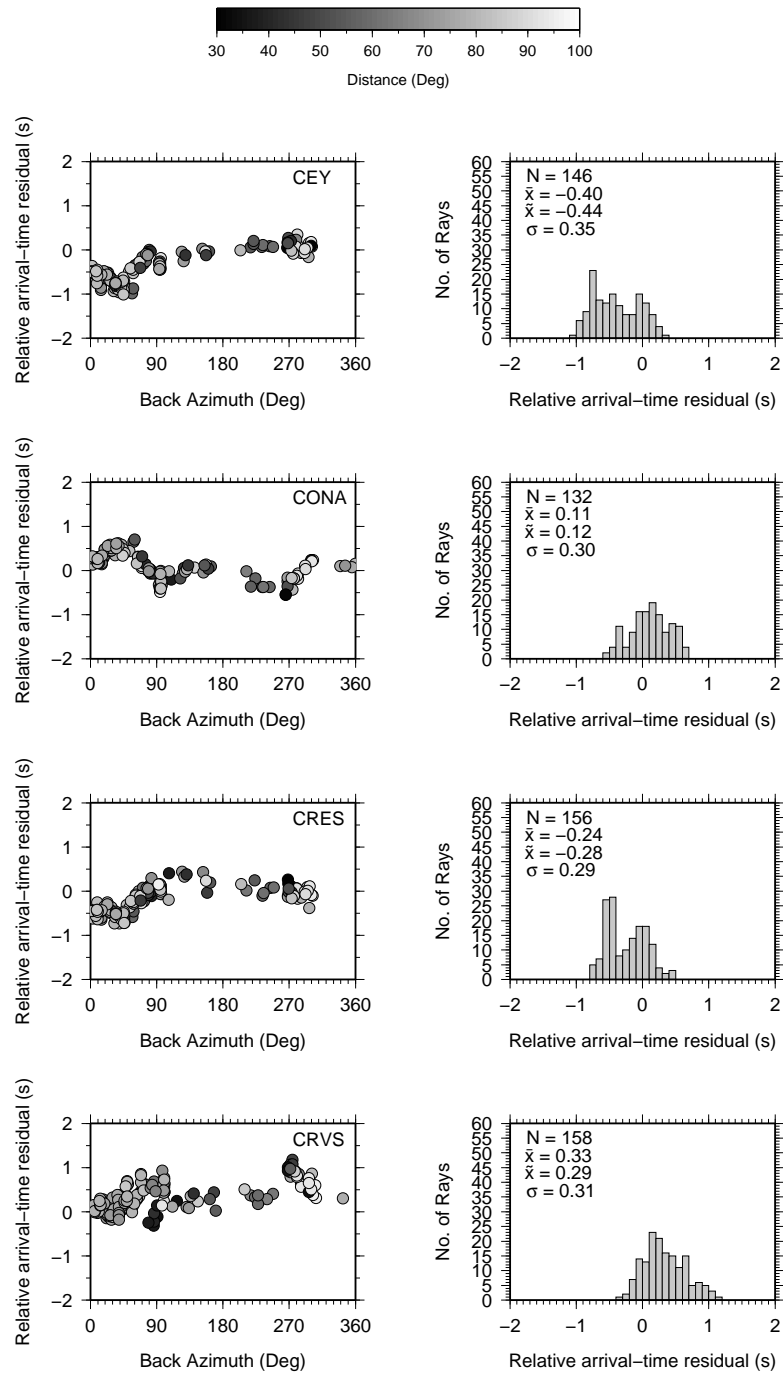 30 40 50 60 70 80 90 100
Distance (Deg)
Relative arrival−time residual (s)
2
1
0
−1
−2
0 90 180 270 360
Back Azimuth (Deg)
CEY
No. of Rays
60
55
50
45
40
35
30
25
20
15
10
5
0
−2 −1 0 1 2
Relative arrival−time residual (s)
N = 146
x̄ = −0.40
x̃ = −0.44
σ = 0.35
Relative arrival−time residual (s)
2
1
0
−1
−2
0 90 180 270 360
Back Azimuth (Deg)
CONA
No. of Rays
60
55
50
45
40
35
30
25
20
15
10
5
0
−2 −1 0 1 2
Relative arrival−time residual (s)
N = 132
x̄ = 0.11
x̃ = 0.12
σ = 0.30
Relative arrival−time residual (s)
2
1
0
−1
−2
0 90 180 270 360
Back Azimuth (Deg)
CRES
No. of Rays
60
55
50
45
40
35
30
25
20
15
10
5
0
−2 −1 0 1 2
Relative arrival−time residual (s)
N = 156
x̄ = −0.24
x̃ = −0.28
σ = 0.29
Relative arrival−time residual (s)
2
1
0
−1
−2
0 90 180 270 360
Back Azimuth (Deg)
CRVS
No. of Rays
60
55
50
45
40
35
30
25
20
15
10
5
0
−2 −1 0 1 2
Relative arrival−time residual (s)
N = 158
x̄ = 0.33
x̃ = 0.29
σ = 0.31